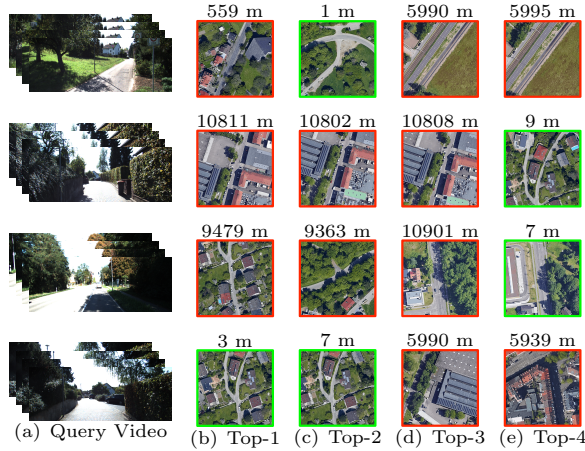 559 m 1 m 5990 m 5995 m
10811 m 10802 m 10808 m 9 m
9479 m 9363 m 10901 m 7 m
3 m 7 m 5990 m 5939 m
(a) Query Video (b) Top-1 (c) Top-2 (d) Top-3 (e) Top-4